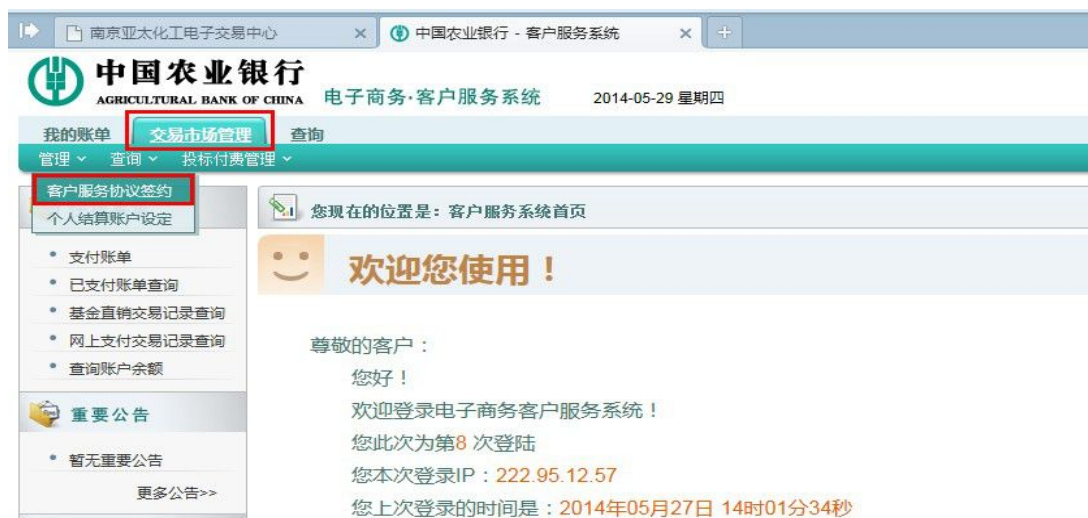 南京亚太化工电子交易中心
中国农业银行 - 客户服务系统
中国农业银行
AGRICULTURAL BANK OF CHINA
电子商务·客户服务系统
2014-05-29 星期四
我的账单 交易市场管理 查询
管理 查询 投标付费管理
客户服务协议签约
个人结算账户设定
您现在的位置是：客户服务系统首页
支付账单
已支付账单查询
基金直销交易记录查询
网上支付交易记录查询
查询账户余额
重要公告
暂无重要公告
更多公告>>
欢迎您使用！
尊敬的客户：
您好！
欢迎登录电子商务客户服务系统！
您此次为第8 次登陆
您本次登录IP：222.95.12.57
您上次登录的时间是：2014年05月27日 14时01分34秒